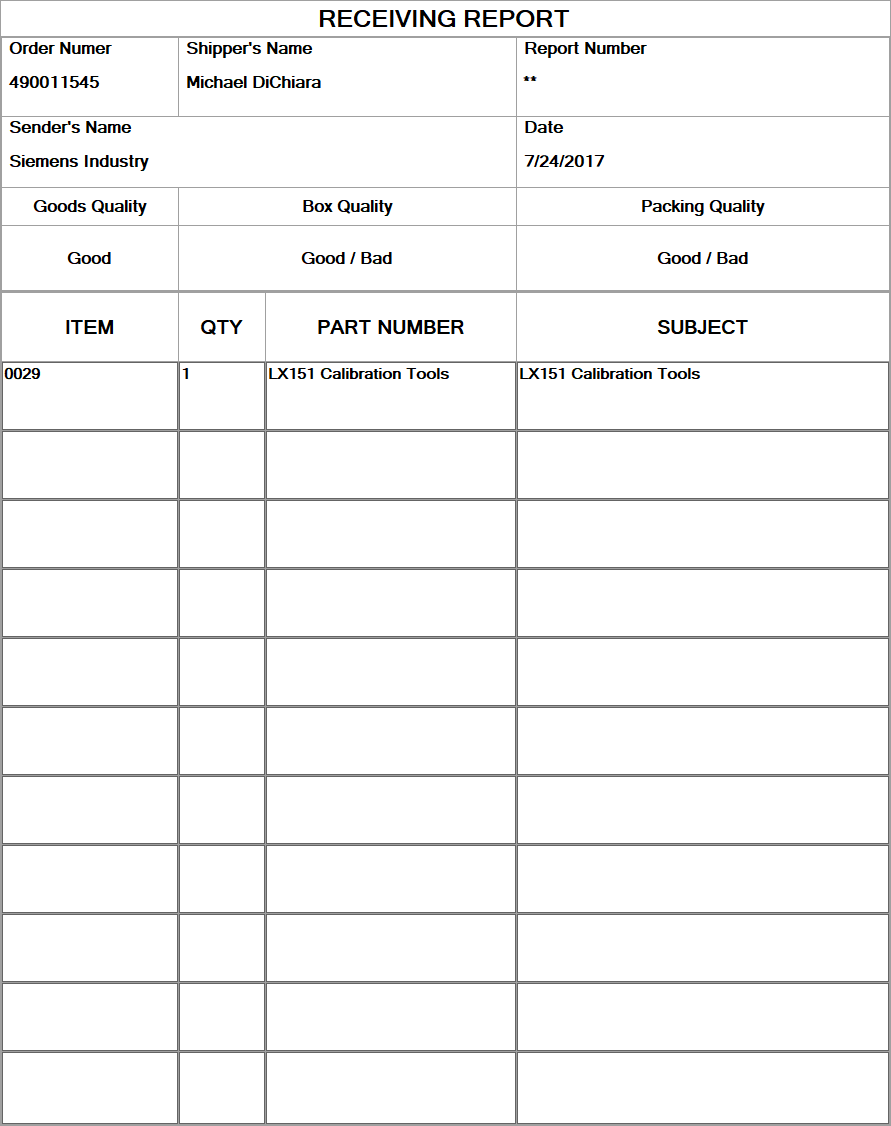 RECEIVING REPORT
Order Numer Shipper's Name Report Number
490011545 Michael DiChiara **
Sender's Name Date
Siemens Industry 7/24/2017
Goods Quality Box Quality Packing Quality
Good Good / Bad Good / Bad
ITEM QTY PART NUMBER SUBJECT
0029 1 LX151 Calibration Tools LX151 Calibration Tools